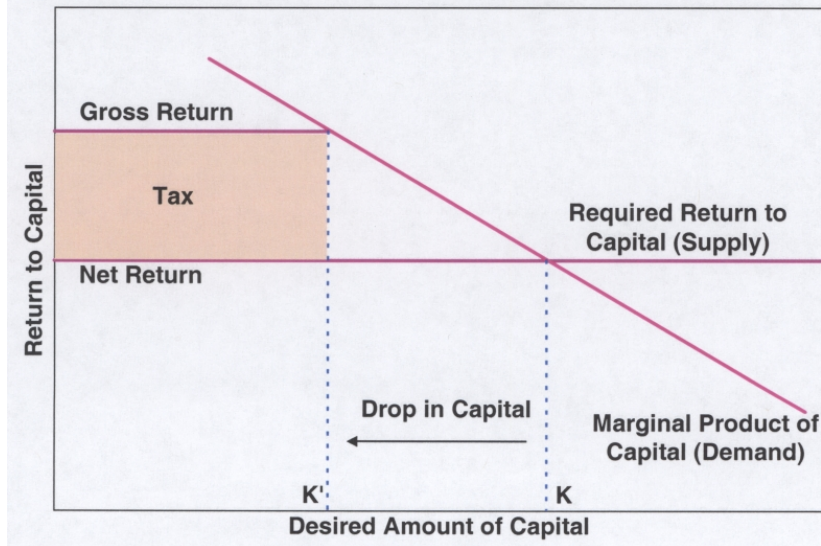 Gross Return
Tax
Required Return to
Capital (Supply)
Net Return
Return to Capital
Drop in Capital
Marginal Product of
Capital (Demand)
K'
K
Desired Amount of Capital